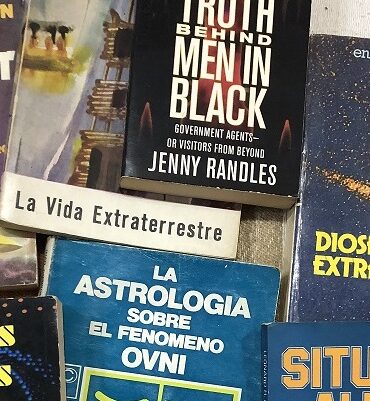 TRUTH
BEHIND
MEN IN
BLACK
GOVERNMENT AGENTS—
OR VISITORS FROM BEYOND
JENNY RANDLES
La Vida Extraterrestre
LA
ASTROLOGIA
SOBRE
EL FENOMENO
OVNI
DIOS
EXTR
SITU